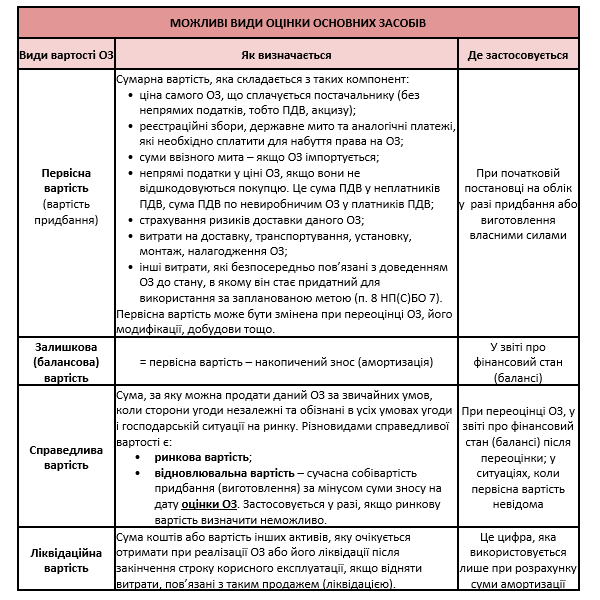 МОЖЛИВІ ВИДИ ОЦІНКИ ОСНОВНИХ ЗАСОБІВ
Види вартості ОЗ
Як визначається
Де застосовується
Первісна
вартість
(вартість
придбання)
Сумарна вартість, яка складається з таких компонент:
• ціна самого ОЗ, що сплачується постачальнику (без
непрямих податків, тобто ПДВ, акцизу);
• реєстраційні збори, державне мито та аналогічні платежі,
які необхідно сплатити для набуття права на ОЗ;
• суми ввізного мита – якщо ОЗ імпортується;
• непрямі податки у ціні ОЗ, якщо вони не
відшкодовуються покупцю. Це сума ПДВ у неплатників
ПДВ, сума ПДВ по невиробничим ОЗ у платників ПДВ;
• страхування ризиків доставки даного ОЗ;
• витрати на доставку, транспортування, установку,
монтаж, налагодження ОЗ;
• інші витрати, які безпосередньо пов’язані з доведенням
ОЗ до стану, в якому він стає придатний для
використання за запланованою метою (п. 8 НП(С)БО 7).
Первісна вартість може бути змінена при переоцінці ОЗ, його
модифікації, добудови тощо.
При початковій
постановці на облік
у разі придбання або
виготовлення
власними силами
Залишкова
(балансова)
вартість
= первісна вартість – накопичений знос (амортизація)
У звіті про
фінансовий стан
(балансі)
Справедлива
вартість
Сума, за яку можна продати даний ОЗ за звичайних умов,
коли сторони угоди незалежні та обізнані в усіх умовах угоди
і господарській ситуації на ринку. Різновидами справедливої
вартості є:
• ринкова вартість;
• відновлювальна вартість – сучасна собівартість
придбання (виготовлення) за мінусом суми зносу на
дату оцінки ОЗ. Застосовується у разі, якщо ринкову
вартість визначити неможливо.
При переоцінці ОЗ, у
звіті про фінансовий
стан (балансі) після
переоцінки; у
ситуаціях, коли
первісна вартість
невідома
Ліквідаційна
вартість
Сума коштів або вартість інших активів, яку очікується
отримати при реалізації ОЗ або його ліквідації після
закінчення строку корисного експлуатації, якщо відняти
витрати, пов’язані з таким продажем (ліквідацією).
Це цифра, яка
використовується
лише при розрахунку
суми амортизації